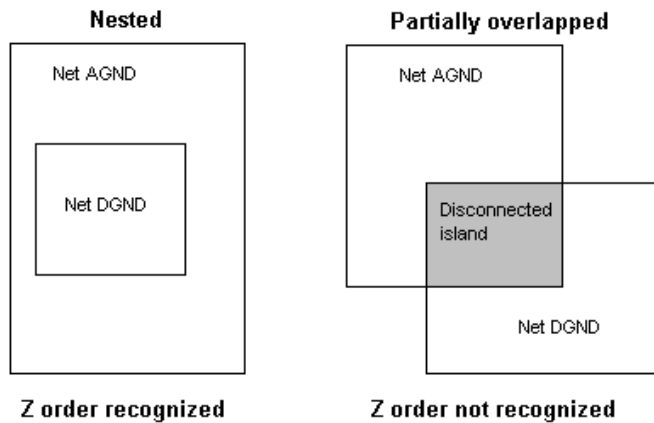 Nested
Partially overlapped
Net AGND
Net AGND
Net DGND
Disconnected
island
Net DGND
Z order recognized
Z order not recognized